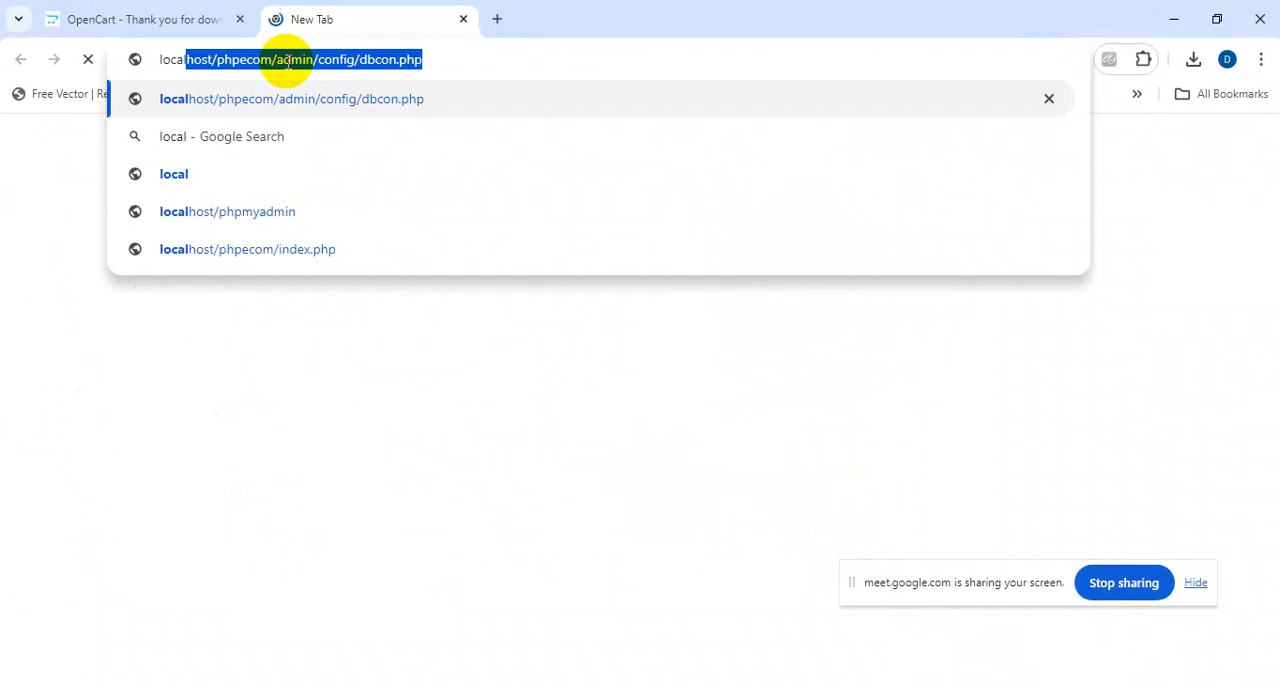 OpenCart - Thank you for dow
New Tab
localhost/phpecom/admin/config/dbcon.php
Free Vector | Re
All Bookmarks
D
localhost/phpecom/admin/config/dbcon.php
local - Google Search
local
localhost/phpmyadmin
localhost/phpecom/index.php
meet.google.com is sharing your screen.
Stop sharing
Hide